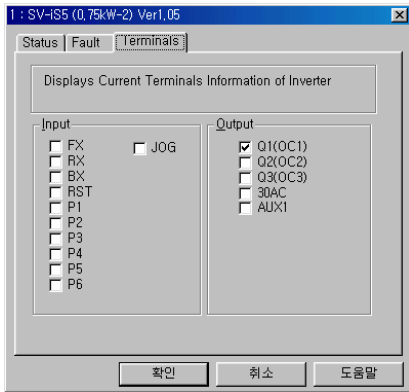 1 : SV-iS5 (0,75kW-2) Ver1,05
Status Fault Terminals
Displays Current Terminals Information of Inverter
Input
FX
RX
BX
RST
P1
P2
P3
P4
P5
P6
JOG
Output
Q1(OC1)
Q2(OC2)
Q3(OC3)
30AC
AUX1
확인 취소 도움말